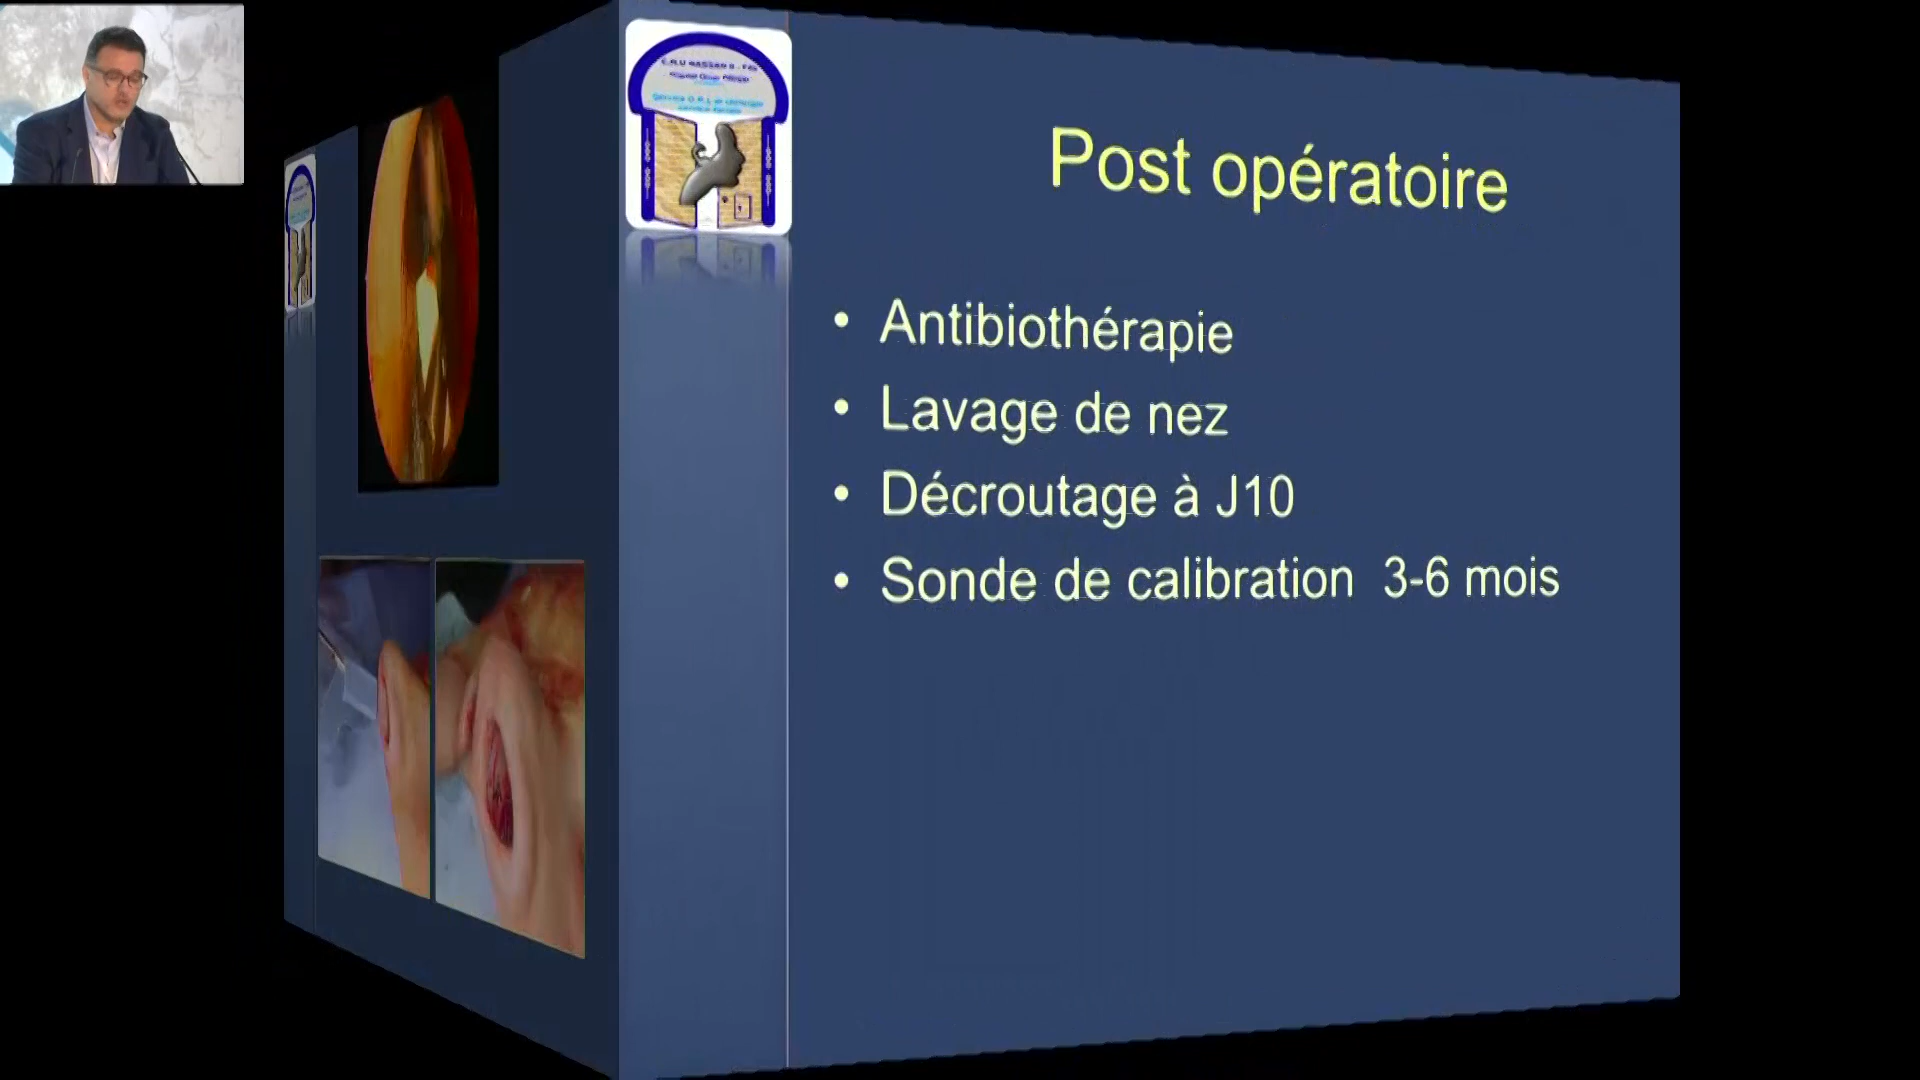 Post opératoire
• Antibiothérapie
• Lavage de nez
• Décroutage à J10
• Sonde de calibration 3-6 mois